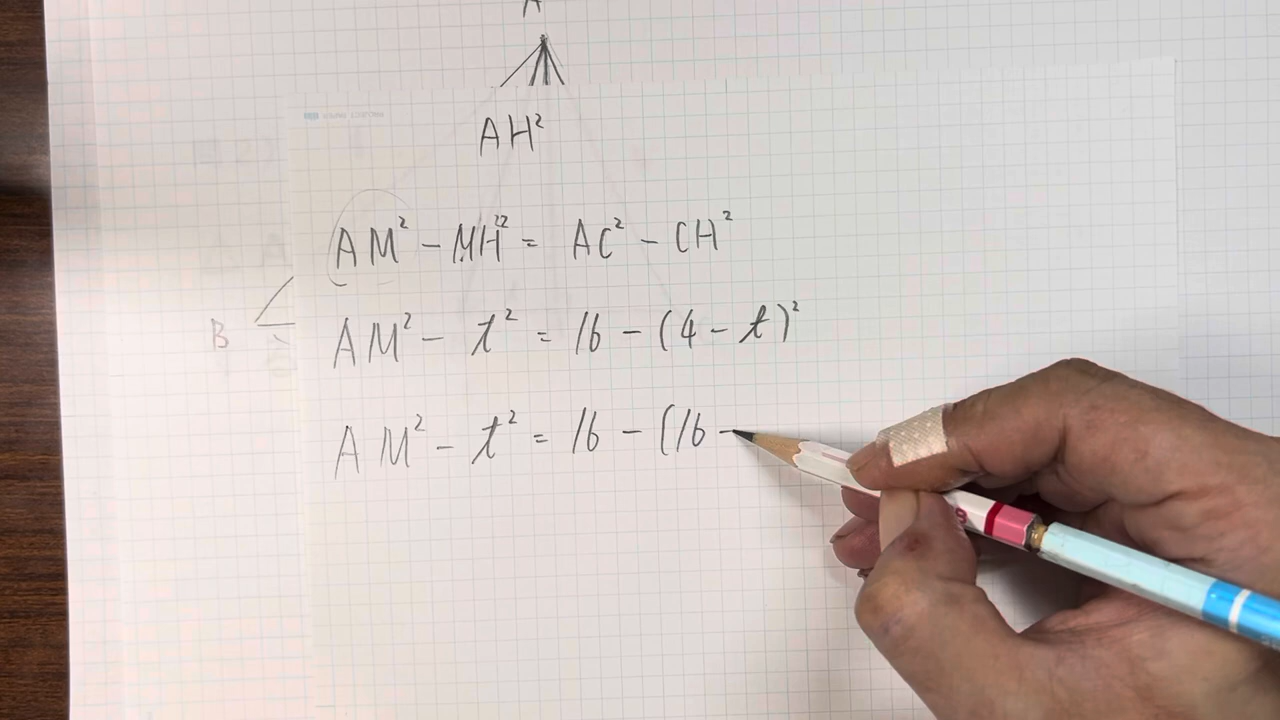 A
AH²
AM² - MH² = AC² - CH²
B
AM² - t² = 16 - (4 - t)²
AM² - t² = 16 - (16 -